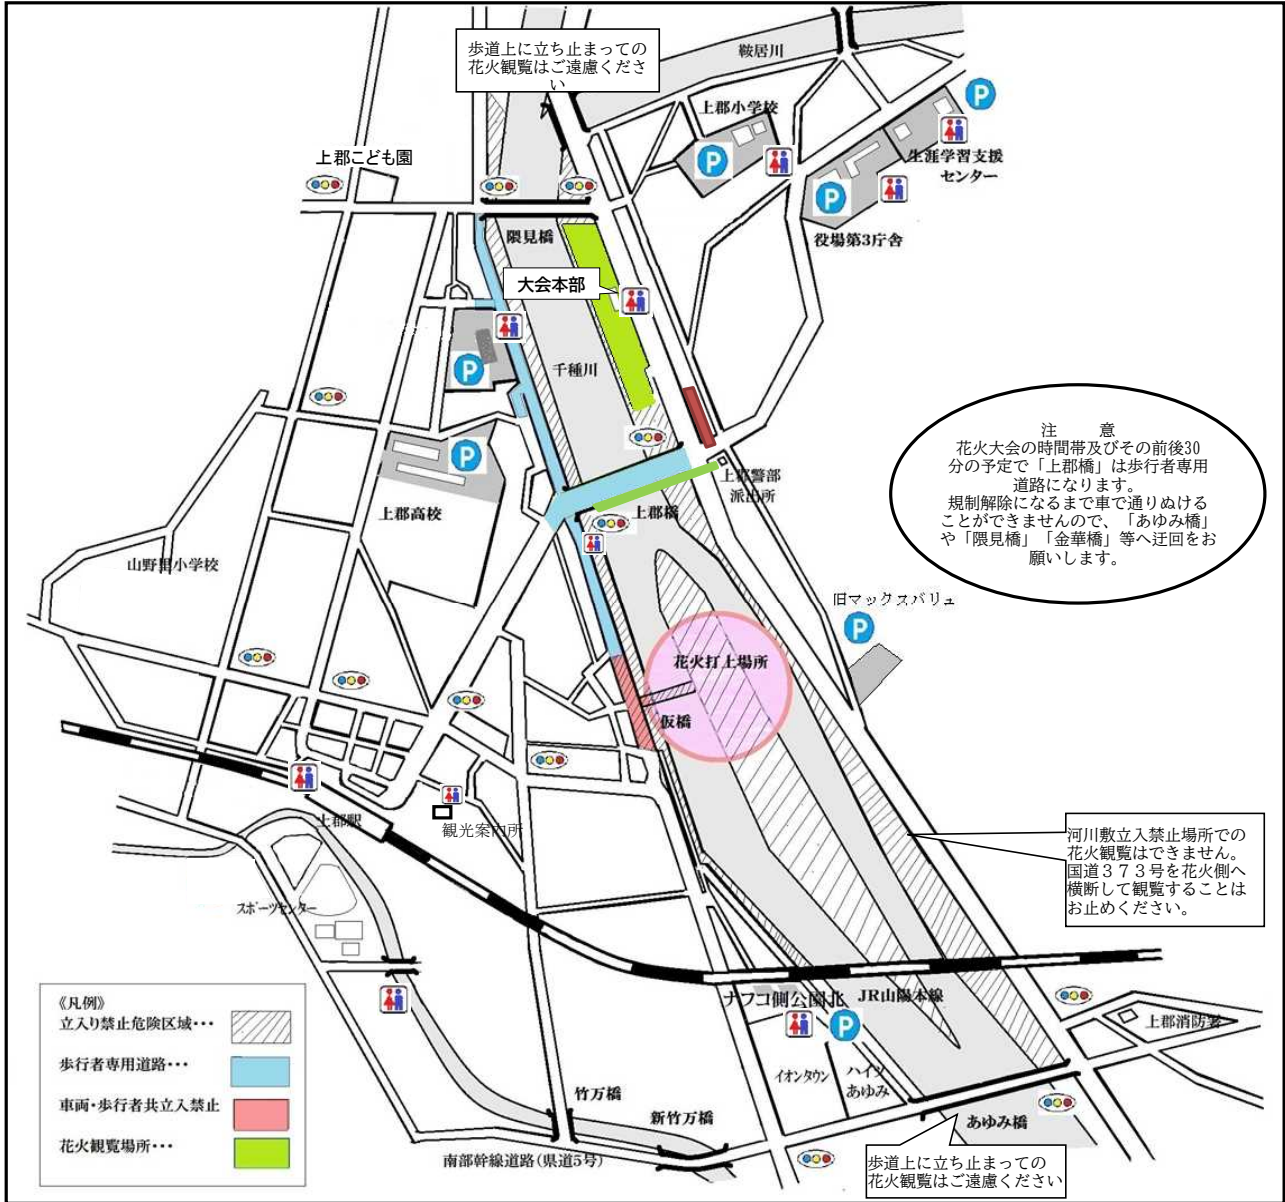 歩道上に立ち止まっての
花火観覧はご遠慮くださ
い
鞍居川
上郡小学校
P
P
P
生涯学習支援
センター
役場第3庁舎
上郡こども園
隈見橋
大会本部
千種川
P
P
上郡高校
上郡警部
派出所
上郡橋
山野里小学校
注　　意
花火大会の時間帯及びその前後30
分の予定で「上郡橋」は歩行者専用
道路になります。
規制解除になるまで車で通りぬける
ことができませんので、「あゆみ橋」
や「隈見橋」「金華橋」等へ迂回をお
願いします。
旧マックスバリュ
P
花火打上場所
仮橋
上郡駅
観光案内所
スポーツセンター
河川敷立入禁止場所での
花火観覧はできません。
国道３７３号を花火側へ
横断して観覧することは
お止めください。
ナフコ側公園北
JR山陽本線
P
上郡消防署
イオンタウン
ハイツ
あゆみ
あゆみ橋
竹万橋
新竹万橋
南部幹線道路(県道5号)
歩道上に立ち止まっての
花火観覧はご遠慮ください
《凡例》
立入り禁止危険区域・・・
歩行者専用道路・・・
車両・歩行者共立入禁止
花火観覧場所・・・